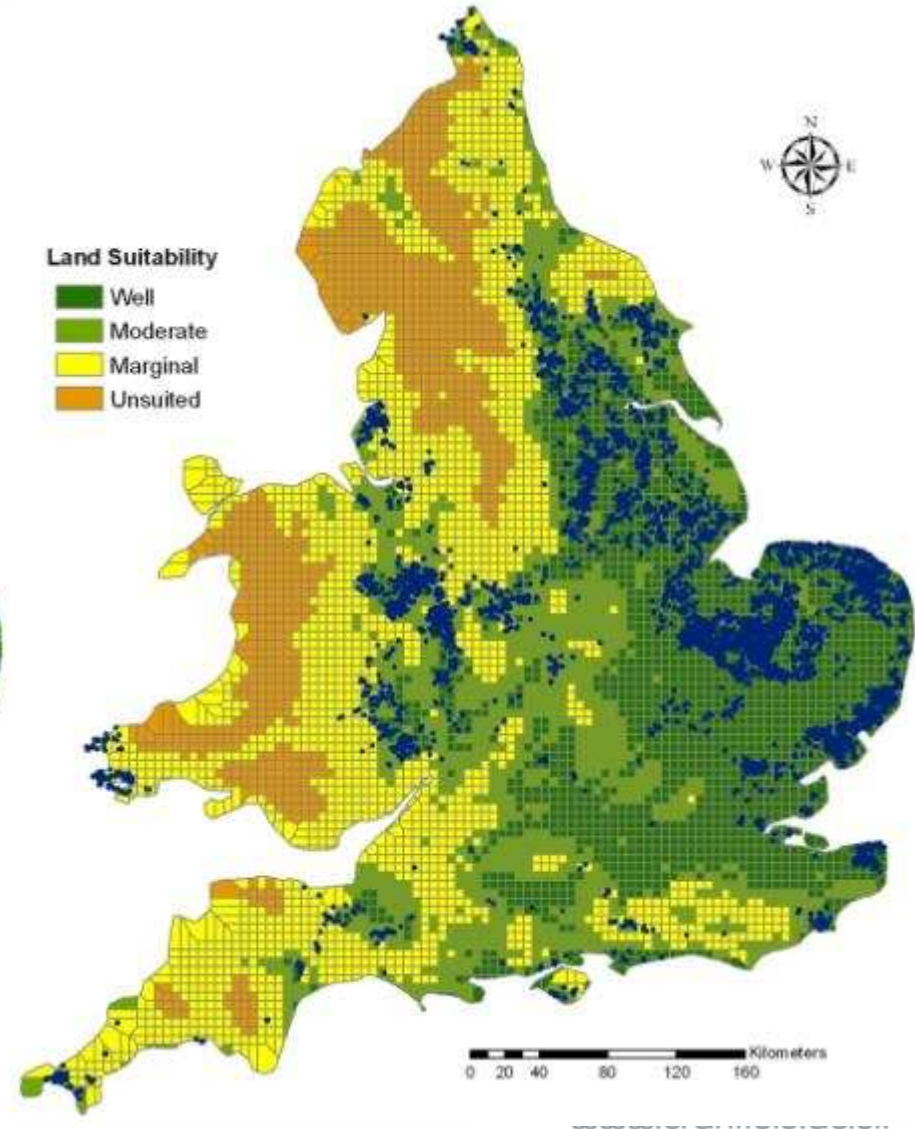 N
W E
S
Land Suitability
Well
Moderate
Marginal
Unsuited
Kilometers
0 20 40 80 120 160